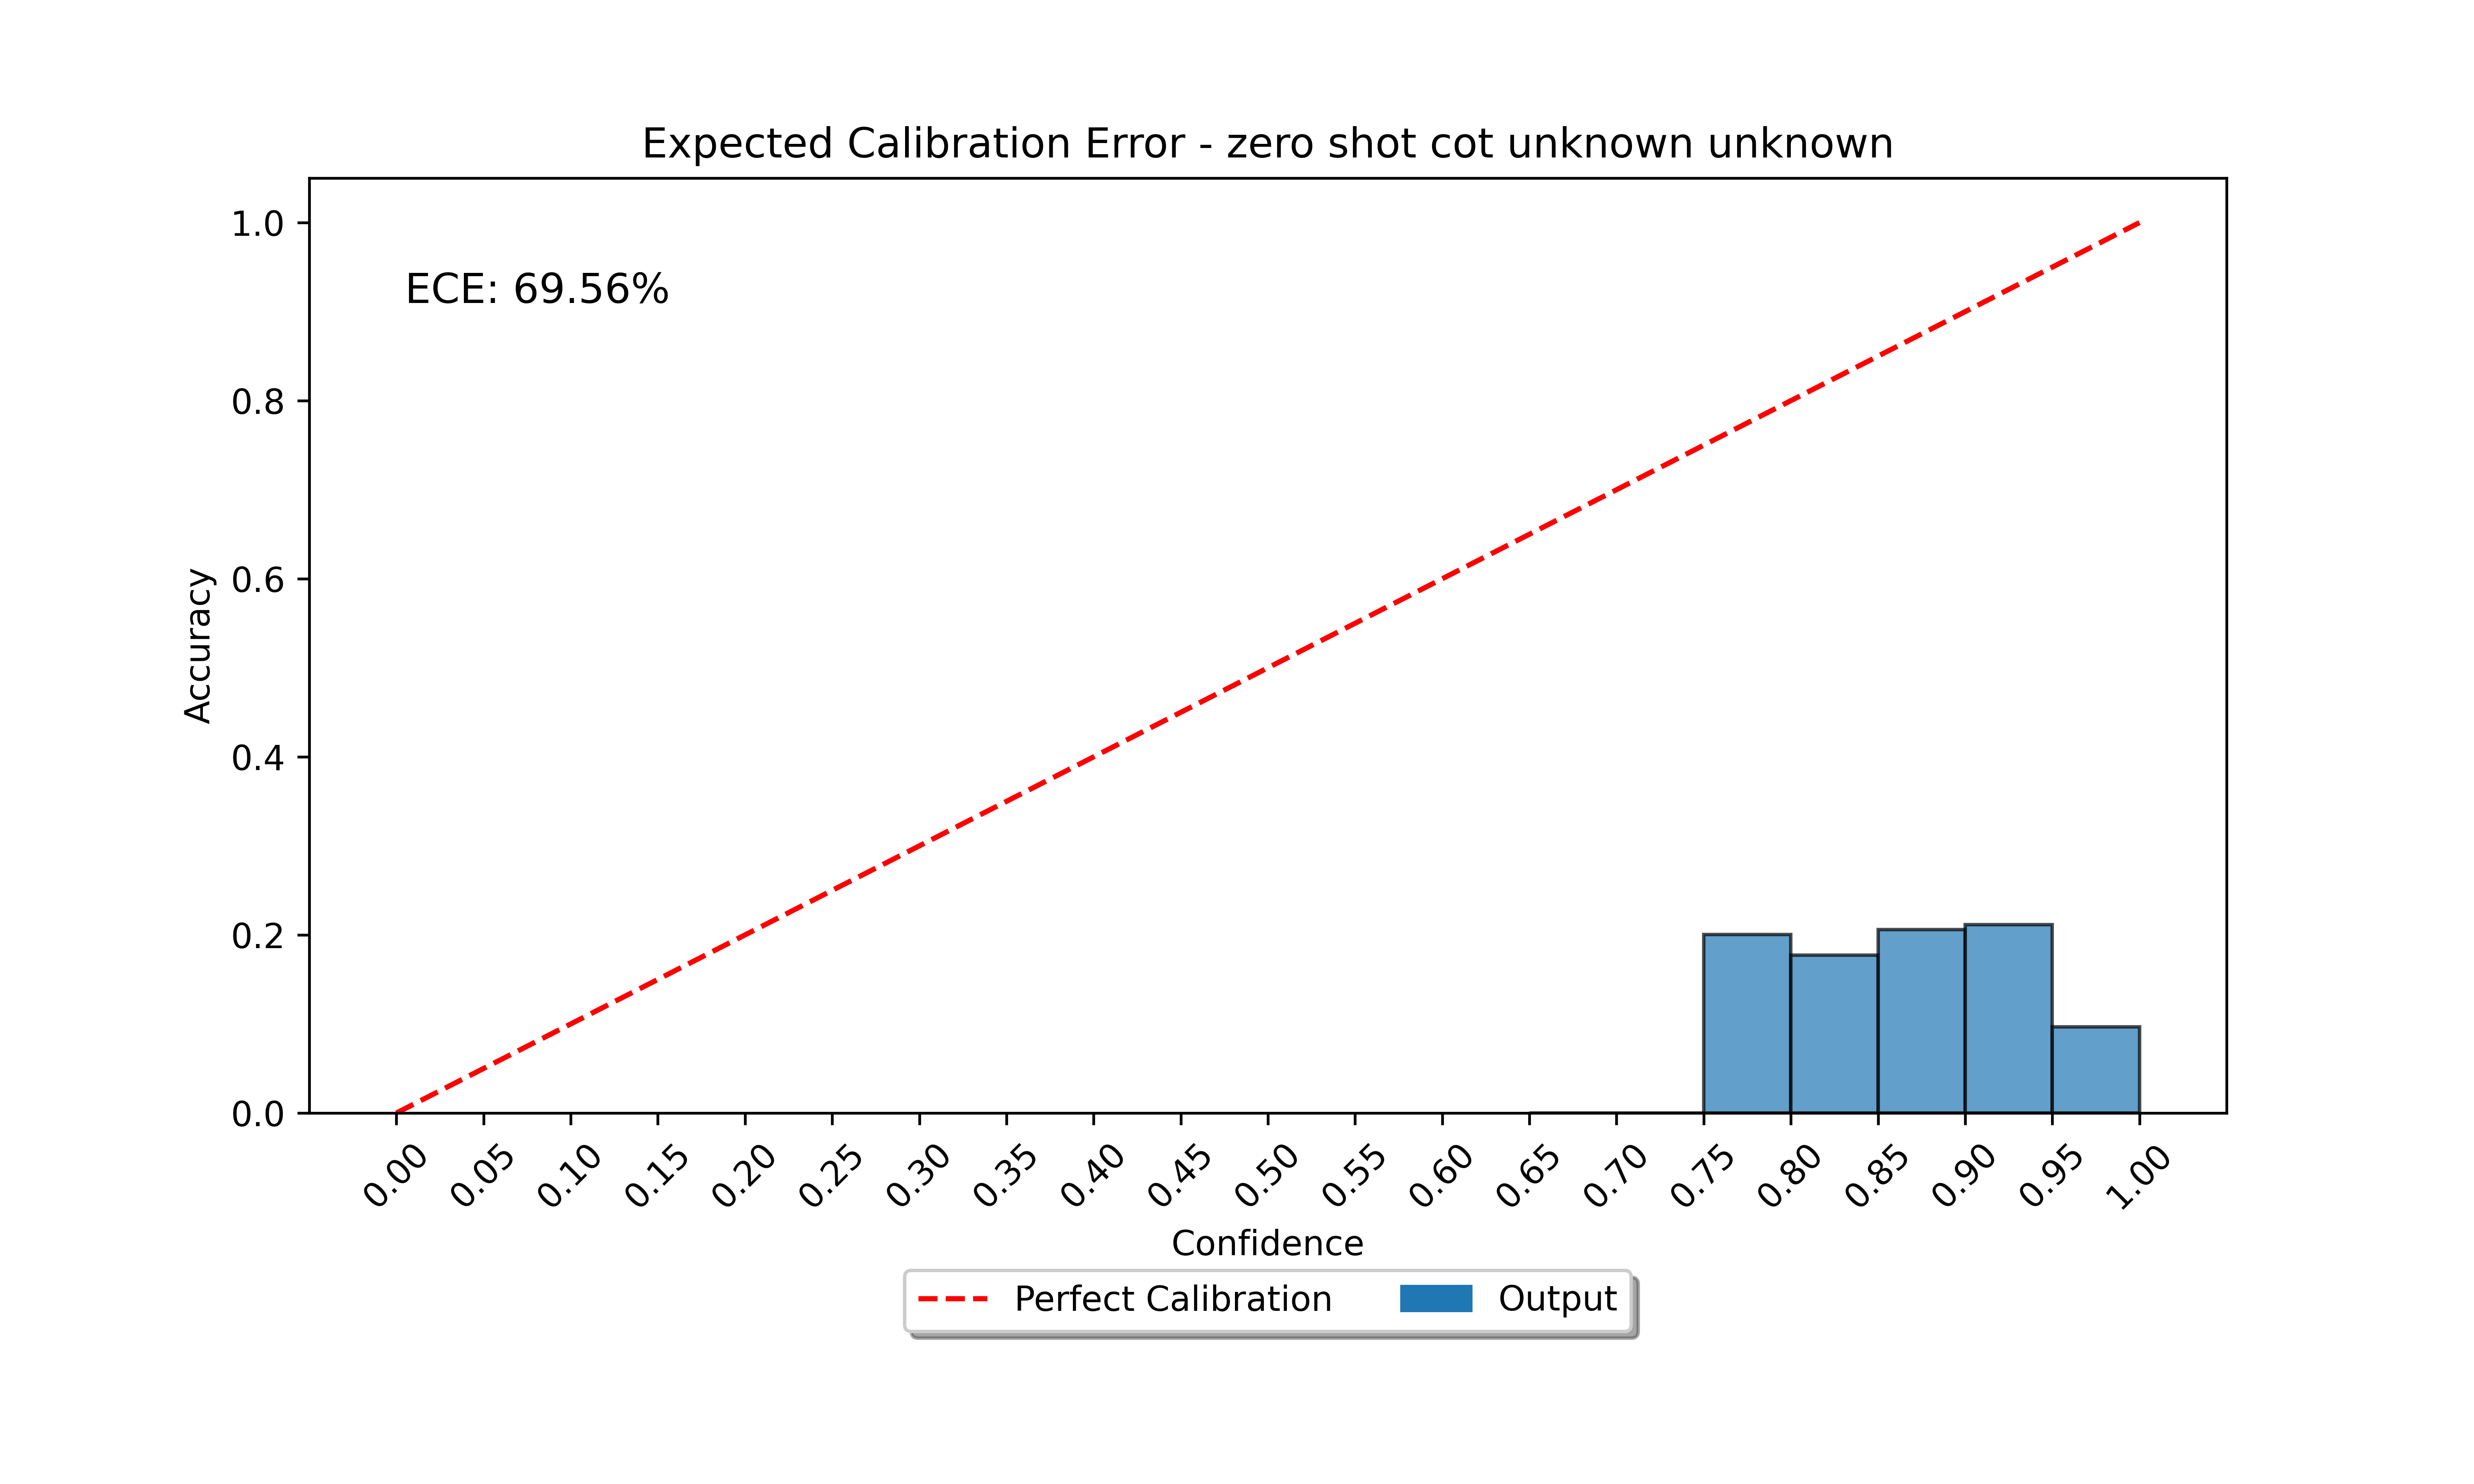 Expected Calibration Error - zero shot cot unknown unknown
ECE: 69.56%
1.0
0.8
0.6
0.4
0.2
0.0
Accuracy
0.00 0.05 0.10 0.15 0.20 0.25 0.30 0.35 0.40 0.45 0.50 0.55 0.60 0.65 0.70 0.75 0.80 0.85 0.90 0.95 1.00
Confidence
Perfect Calibration Output